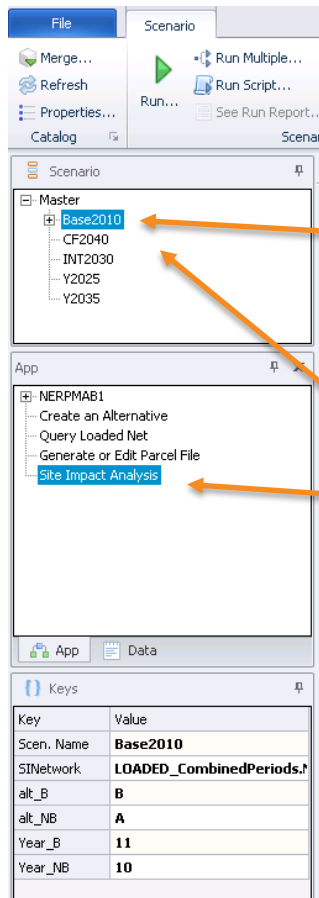 File
Scenario
Merge...
Refresh
Properties...
Catalog
Run...
Run Multiple...
Run Script...
See Run Report..
Scenar
Scenario
Master
Base2010
CF2040
INT2030
Y2025
Y2035
App
NERPMAB1
Create an Alternative
Query Loaded Net
Generate or Edit Parcel File
Site Impact Analysis
App Data
Keys
Key Value
Scen. Name Base2010
SINetwork LOADED_CombinedPeriods.N
alt_B B
alt_NB A
Year_B 11
Year_NB 10